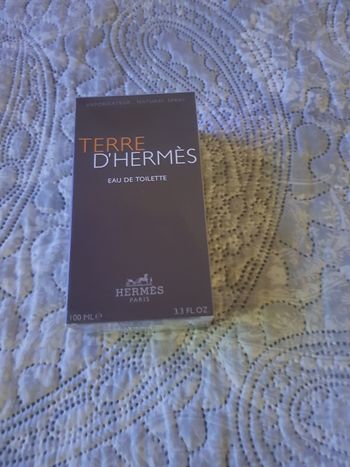 VAPORISATEUR . NATURAL SPRAY
TERRE
D'HERMÈS
EAU DE TOILETTE
HERMÈS
PARIS
100 ML℮ 3.3 FL OZ